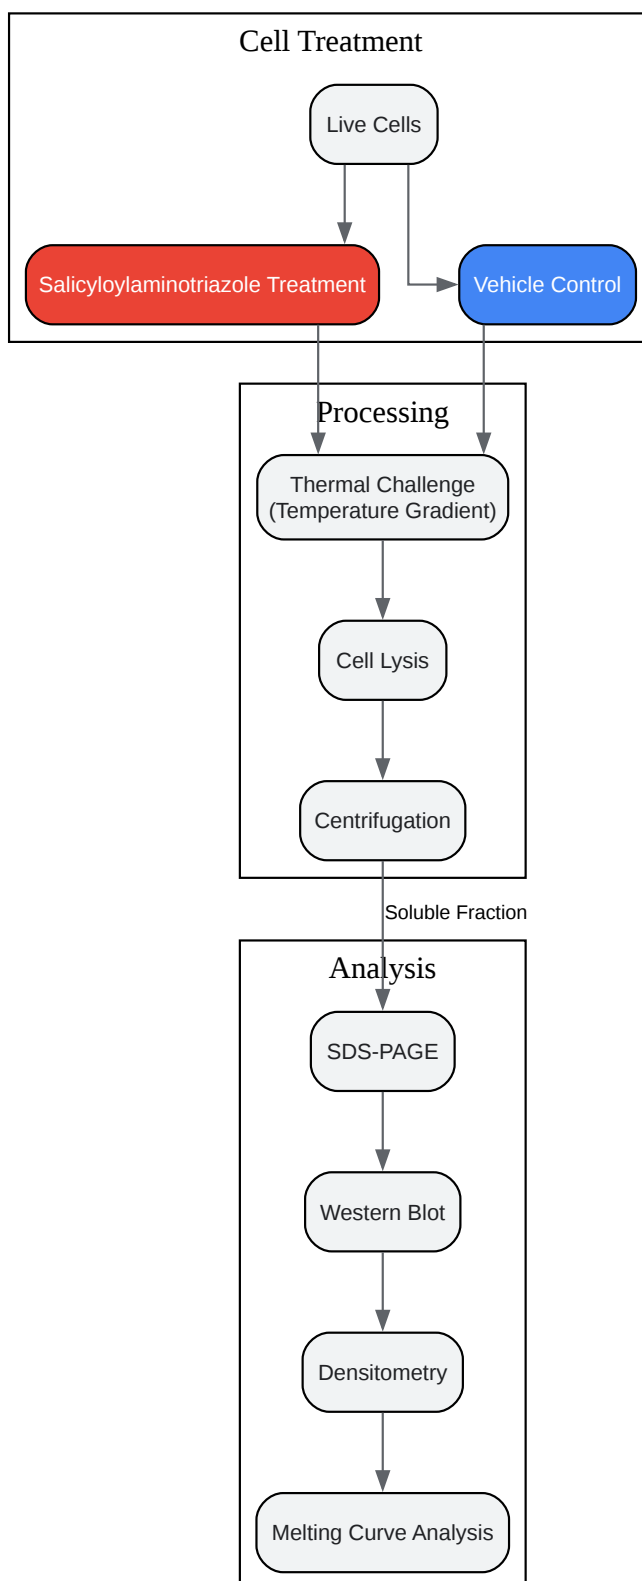 Cell Treatment
Live Cells
Salicyloylaminotriazole Treatment
Vehicle Control
Processing
Thermal Challenge
(Temperature Gradient)
Cell Lysis
Centrifugation
Soluble Fraction
Analysis
SDS-PAGE
Western Blot
Densitometry
Melting Curve Analysis